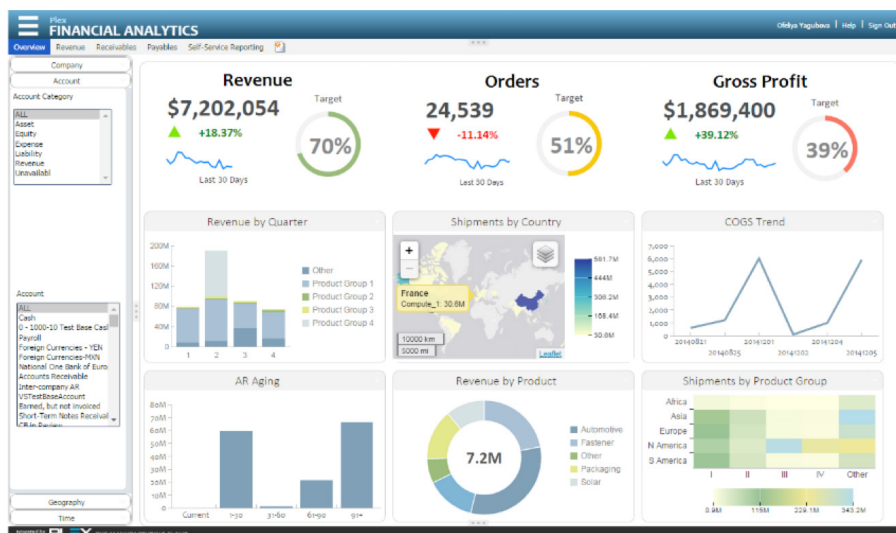 Plex
FINANCIAL ANALYTICS
Help | Sign Out
Overview Revenue Receivables Payables Self-Service Reporting
Company
Account
Account Category
ALL
Asset
Equity
Expense
Liability
Revenue
Unavailabl
Account
ALL
Cash
0 - 1000-10 Test Base Cash
Payroll
Foreign Currencies - YEN
Foreign Currencies-MXN
National One Bank of Euro
Accounts Receivable
Inter-company AR
VSTestBaseAccount
Earned, but not invoiced
Short-Term Notes Receival
Geography
Time
Revenue
$7,202,054
+18.37%
Last 30 Days
Target
70%
Orders
24,539
-11.14%
Last 30 Days
Target
51%
Gross Profit
$1,869,400
+39.12%
Last 30 Days
Target
39%
Revenue by Quarter
200M
160M
120M
80M
40M
0
1 2 3 4
Other
Product Group 1
Product Group 2
Product Group 3
Product Group 4
Shipments by Country
+
−
France
Compute_1: 30.6M
10000 km
5000 mi
Leaflet
581.7M
444M
306.2M
168.4M
30.6M
COGS Trend
7,000
6,000
5,000
4,000
3,000
2,000
1,000
0
20140821 20141201 20141204
20140825 20141202 20141205
AR Aging
80M
70M
60M
50M
40M
30M
20M
10M
0
Current 1-30 31-60 61-90 91+
Revenue by Product
7.2M
Automotive
Fastener
Other
Packaging
Solar
Shipments by Product Group
Africa
Asia
Europe
N America
S America
I II III IV Other
0.9M 115M 229.1M 343.2M